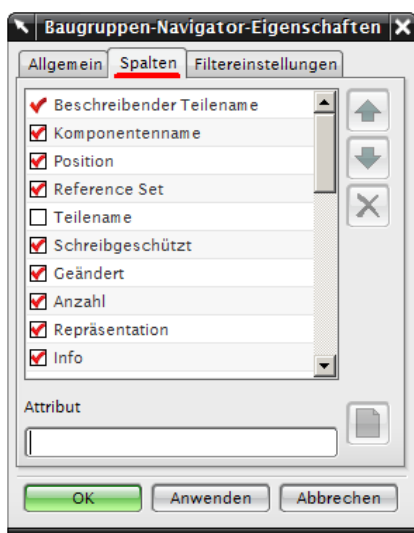 Baugruppen-Navigator-Eigenschaften
Allgemein Spalten Filtereinstellungen
Beschreibender Teilename
Komponentenname
Position
Reference Set
Teilename
Schreibgeschützt
Geändert
Anzahl
Repräsentation
Info
Attribut
OK Anwenden Abbrechen